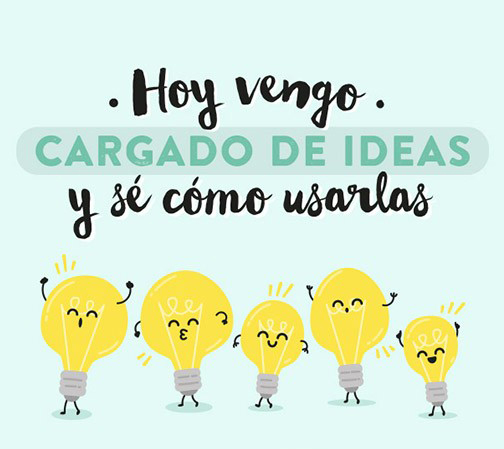 · Hoy vengo ·
CARGADO DE IDEAS
y sé cómo usarlas